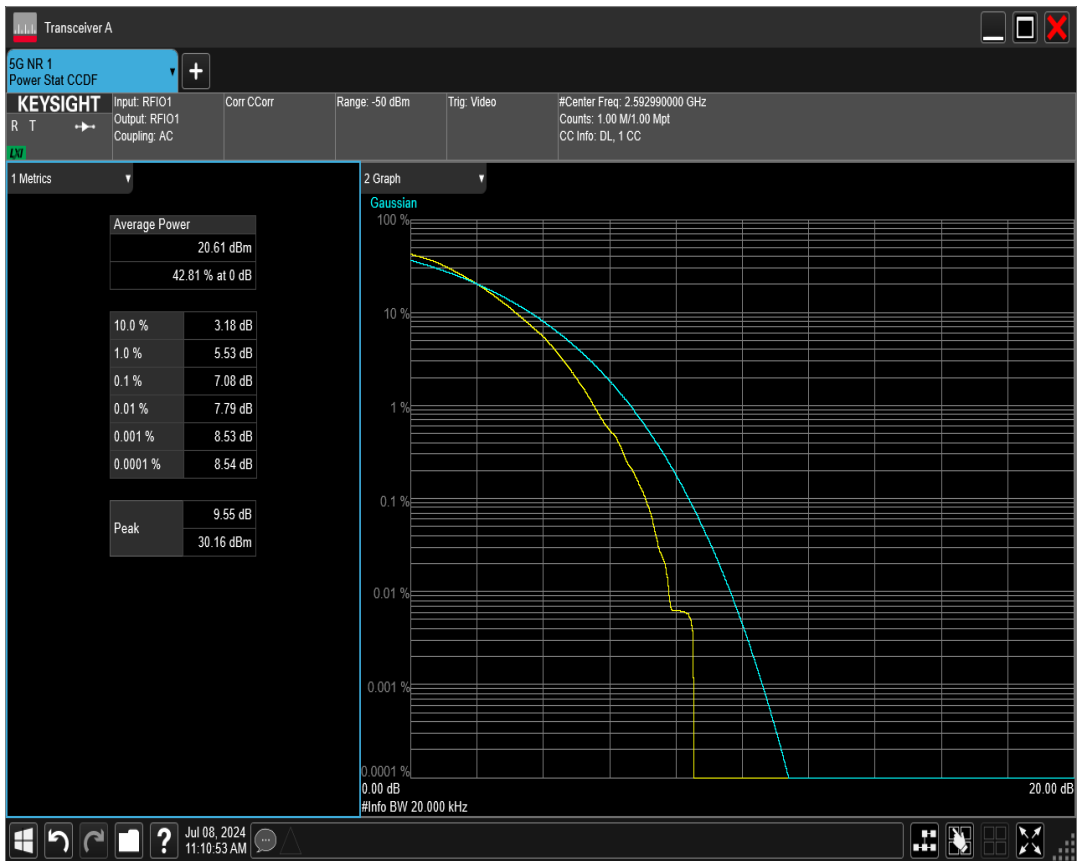 Transceiver A
5G NR 1
Power Stat CCDF
+
KEYSIGHT
R T
LXI
Input: RFIO1
Output: RFIO1
Coupling: AC
Corr CCorr
Range: -50 dBm
Trig: Video
#Center Freq: 2.592990000 GHz
Counts: 1.00 M/1.00 Mpt
CC Info: DL, 1 CC
1 Metrics
Average Power
20.61 dBm
42.81 % at 0 dB
10.0 % 3.18 dB
1.0 % 5.53 dB
0.1 % 7.08 dB
0.01 % 7.79 dB
0.001 % 8.53 dB
0.0001 % 8.54 dB
Peak 9.55 dB
30.16 dBm
2 Graph
Gaussian
100 %
10 %
1 %
0.1 %
0.01 %
0.001 %
0.0001 %
0.00 dB 20.00 dB
#Info BW 20.000 kHz
?
Jul 08, 2024
11:10:53 AM